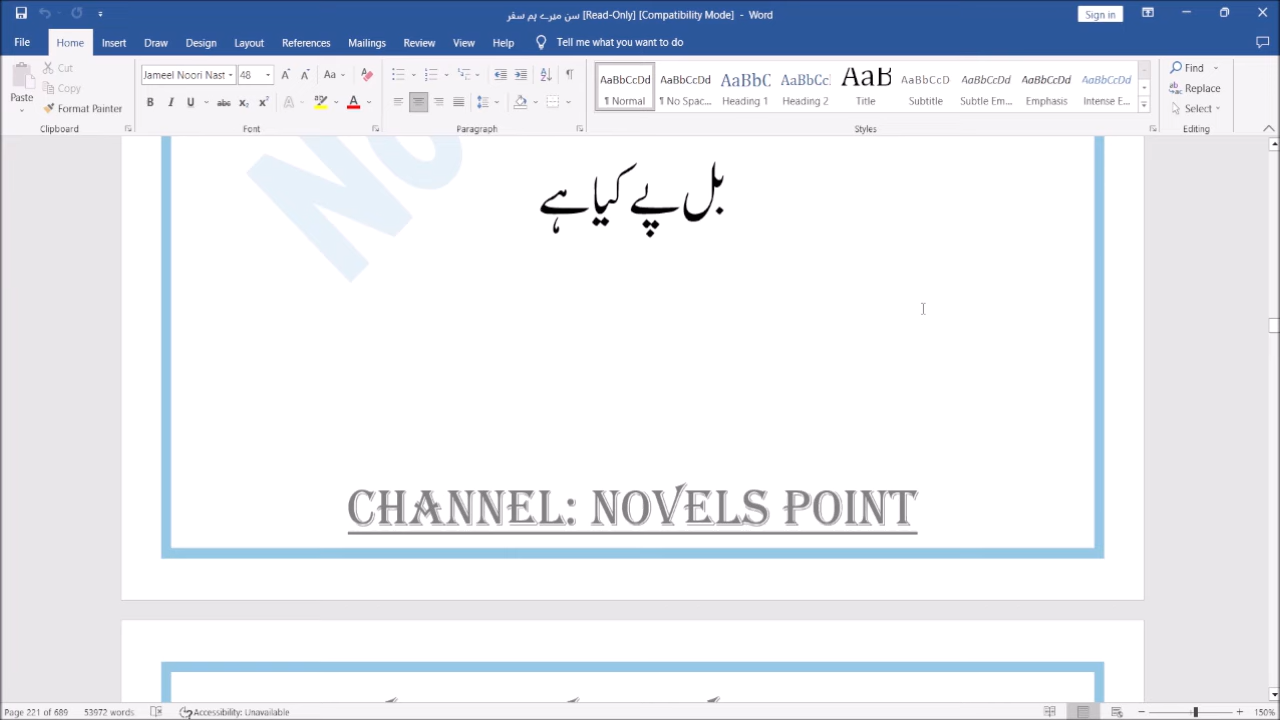 سن میرے ہم سفر [Read-Only] [Compatibility Mode] - Word
Sign in
File Home Insert Draw Design Layout References Mailings Review View Help Tell me what you want to do
Paste
Cut
Copy
Format Painter
Clipboard
Jameel Noori Nast 48
Font
Paragraph
AaBbCcDd AaBbCcDd AaBbC AaBbCc AaB AaBbCcD AaBbCcDd AaBbCcDd AaBbCcDd
¶ Normal ¶ No Spac... Heading 1 Heading 2 Title Subtitle Subtle Em... Emphasis Intense E...
Styles
Find
Replace
Select
Editing
No
بل پے کیا ہے
CHANNEL: NOVELS POINT
Page 221 of 689 53972 words Accessibility: Unavailable 150%